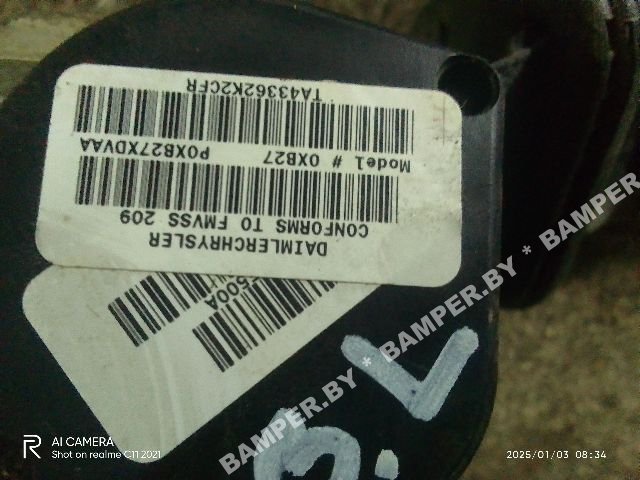 DAIMLERCHRYSLER
CONFORMS TO FMVSS 209
Model # 0XB27 P0XB27XDVAA
TA43362K2CFR
500A
BAMPER.BY * BAMPER.BY * BAMPER
AI CAMERA
Shot on realme C11 2021
2025/01/03 08:34